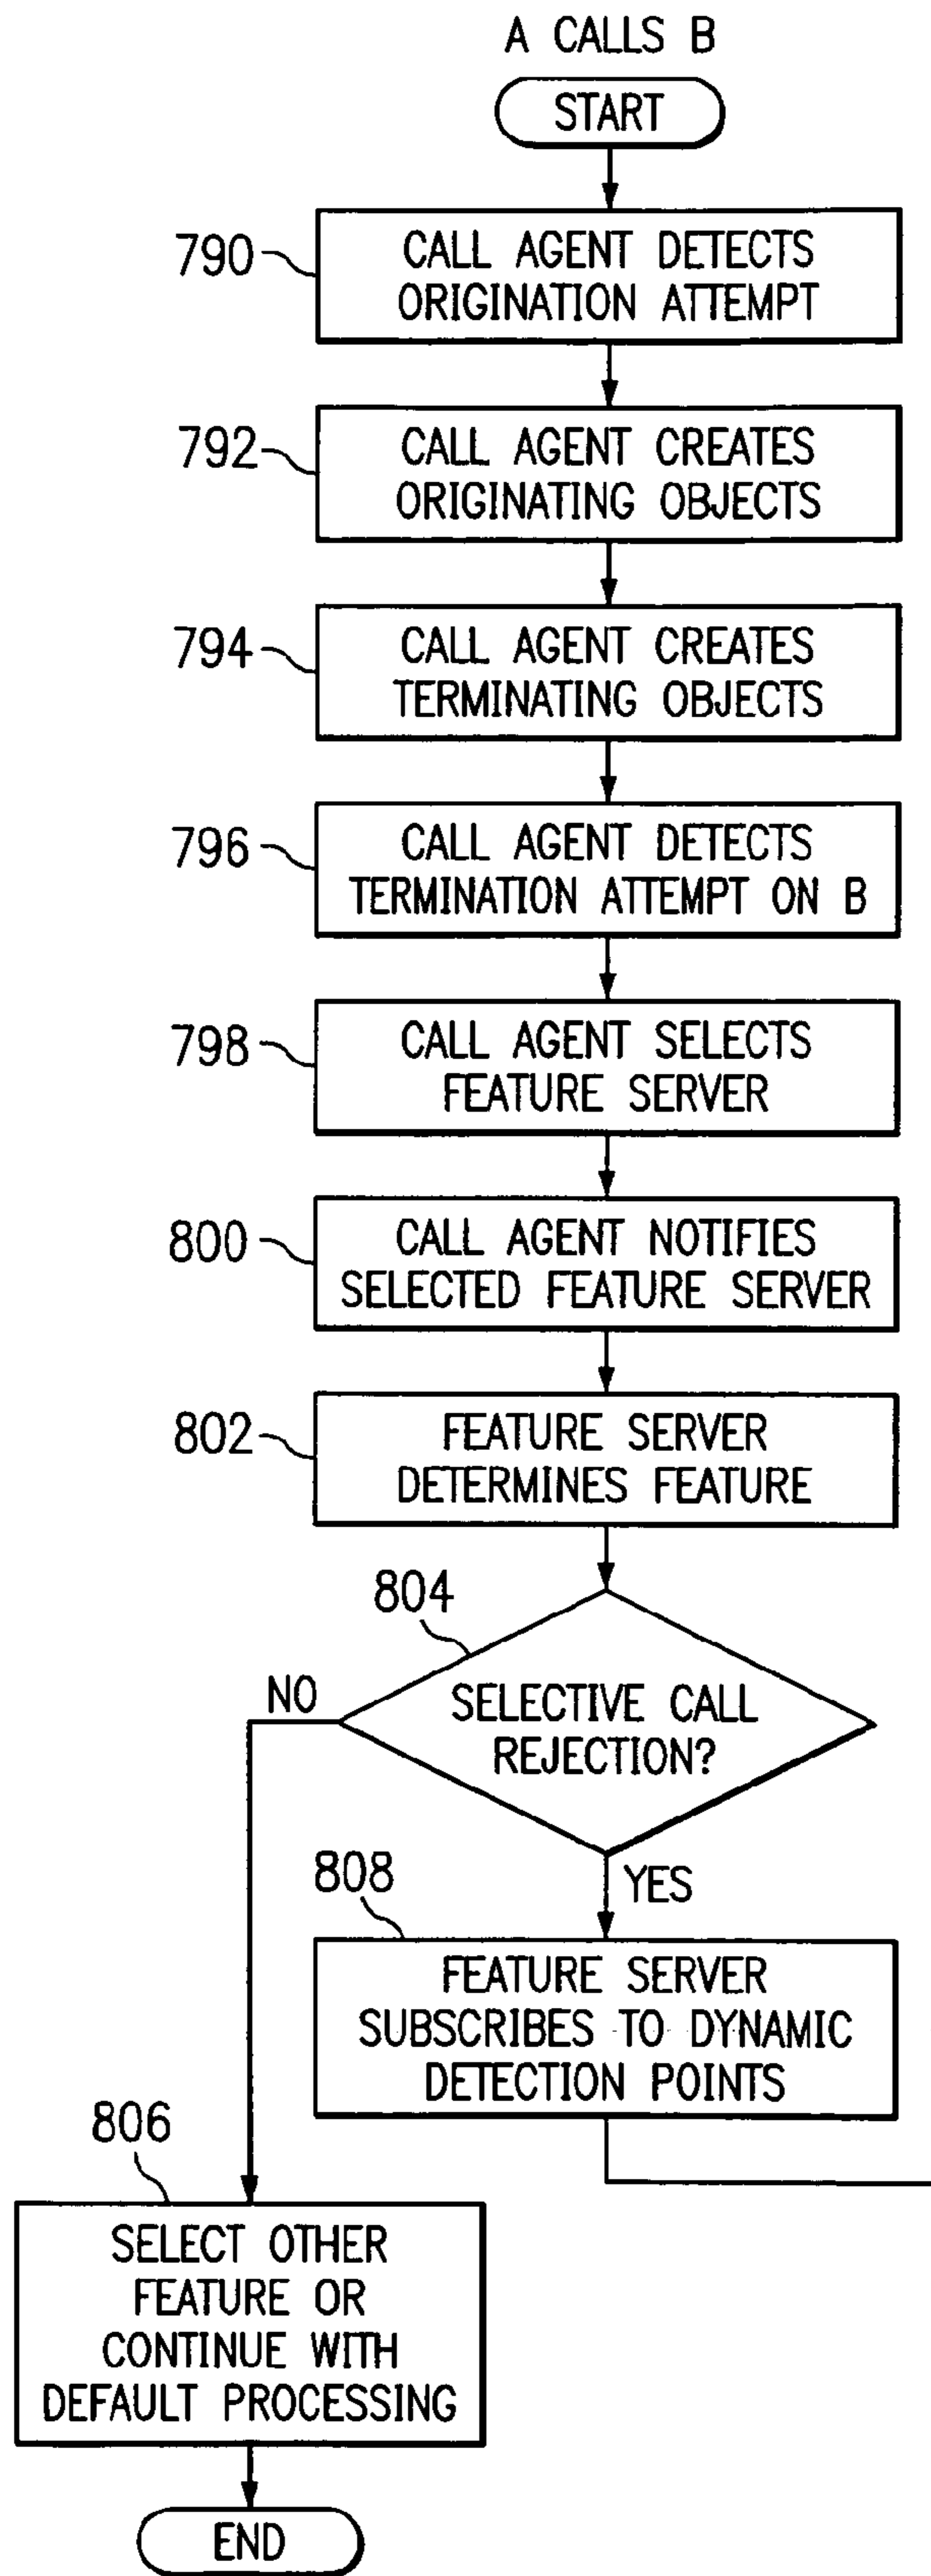 A CALLS B
START
790
CALL AGENT DETECTS
ORIGINATION ATTEMPT
792
CALL AGENT CREATES
ORIGINATING OBJECTS
794
CALL AGENT CREATES
TERMINATING OBJECTS
796
CALL AGENT DETECTS
TERMINATION ATTEMPT ON B
798
CALL AGENT SELECTS
FEATURE SERVER
800
CALL AGENT NOTIFIES
SELECTED FEATURE SERVER
802
FEATURE SERVER
DETERMINES FEATURE
804
SELECTIVE CALL
REJECTION?
NO
YES
808
FEATURE SERVER
SUBSCRIBES TO DYNAMIC
DETECTION POINTS
806
SELECT OTHER
FEATURE OR
CONTINUE WITH
DEFAULT PROCESSING
END